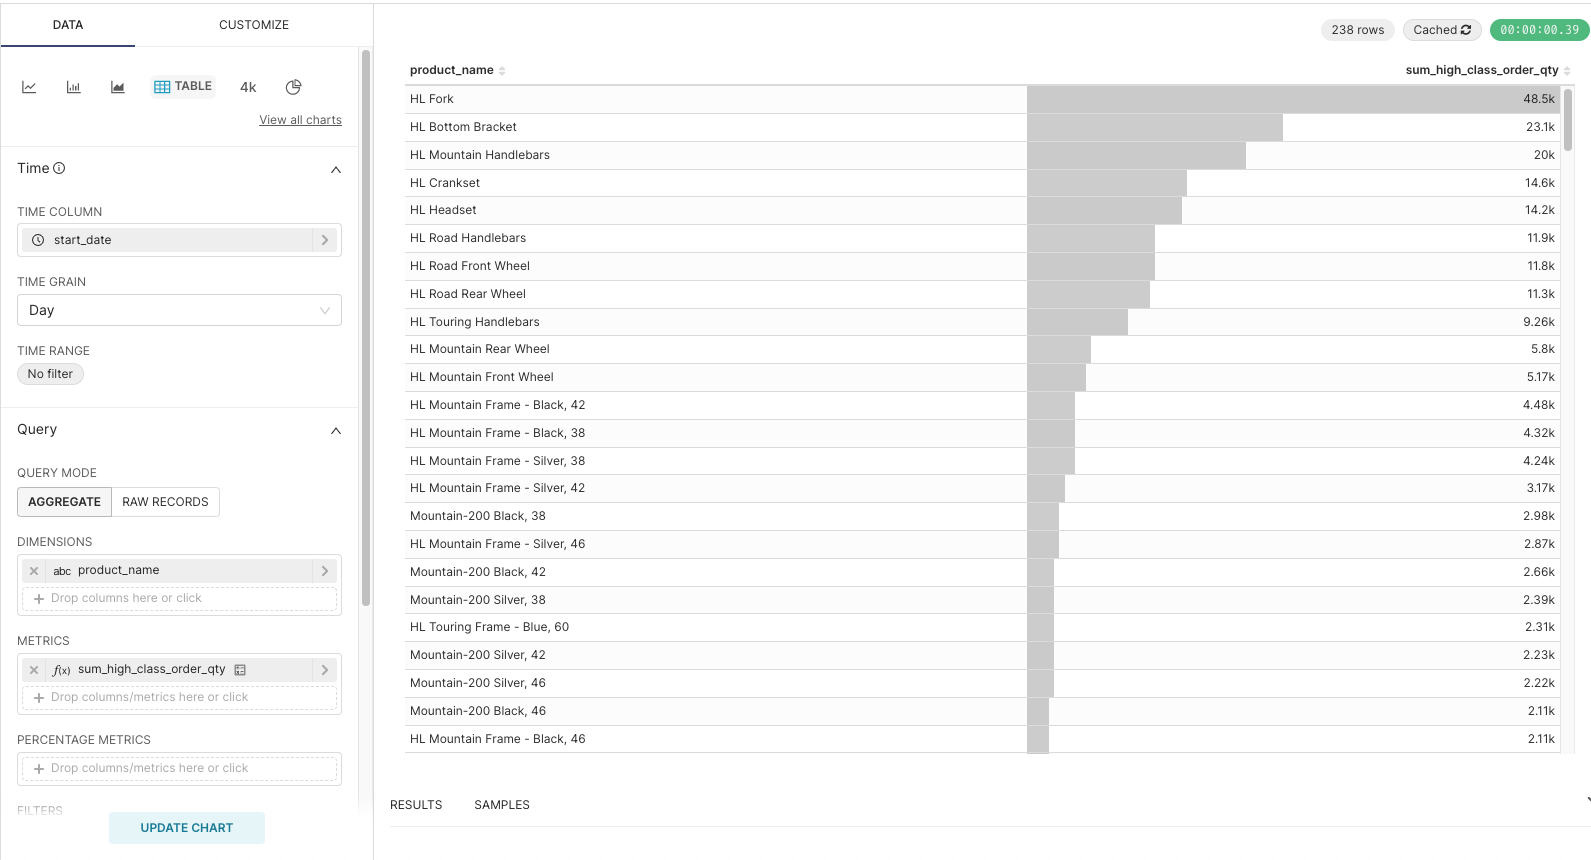 DATA
CUSTOMIZE
TABLE
4k
View all charts
Time
TIME COLUMN
start_date
TIME GRAIN
Day
TIME RANGE
No filter
Query
QUERY MODE
AGGREGATE RAW RECORDS
DIMENSIONS
abc product_name
Drop columns here or click
METRICS
f(x) sum_high_class_order_qty
Drop columns/metrics here or click
PERCENTAGE METRICS
Drop columns/metrics here or click
FILTERS
UPDATE CHART
238 rows Cached 00:00:00.39
product_name sum_high_class_order_qty
HL Fork 48.5k
HL Bottom Bracket 23.1k
HL Mountain Handlebars 20k
HL Crankset 14.6k
HL Headset 14.2k
HL Road Handlebars 11.9k
HL Road Front Wheel 11.8k
HL Road Rear Wheel 11.3k
HL Touring Handlebars 9.26k
HL Mountain Rear Wheel 5.8k
HL Mountain Front Wheel 5.17k
HL Mountain Frame - Black, 42 4.48k
HL Mountain Frame - Black, 38 4.32k
HL Mountain Frame - Silver, 38 4.24k
HL Mountain Frame - Silver, 42 3.17k
Mountain-200 Black, 38 2.98k
HL Mountain Frame - Silver, 46 2.87k
Mountain-200 Black, 42 2.66k
Mountain-200 Silver, 38 2.39k
HL Touring Frame - Blue, 60 2.31k
Mountain-200 Silver, 42 2.23k
Mountain-200 Silver, 46 2.22k
Mountain-200 Black, 46 2.11k
HL Mountain Frame - Black, 46 2.11k
RESULTS SAMPLES